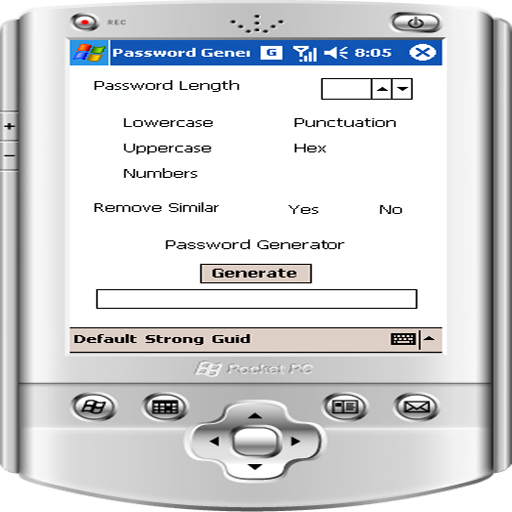 REC
Password Gener G 8:05
Password Length
Lowercase Punctuation
Uppercase Hex
Numbers
Remove Similar Yes No
Password Generator
Generate
Default Strong Guid
Pocket PC